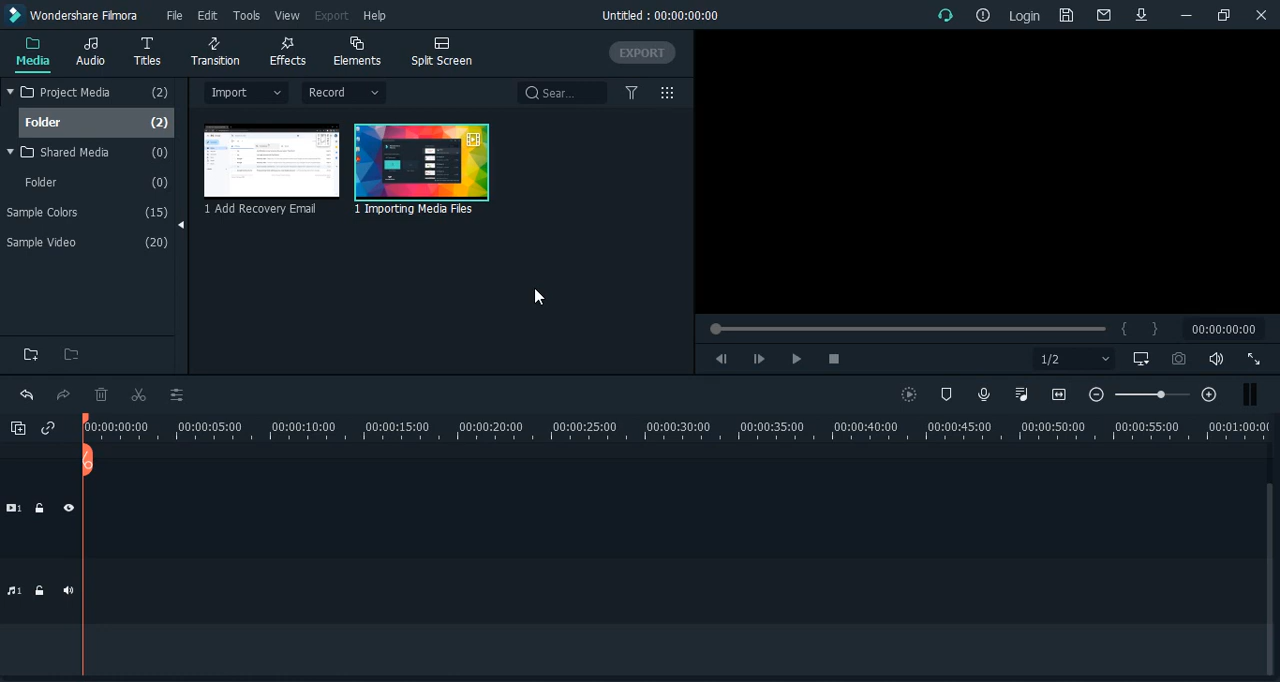 Wondershare Filmora File Edit Tools View Export Help Untitled : 00:00:00:00 Login
Media Audio Titles Transition Effects Elements Split Screen EXPORT
Project Media (2) Import Record Sear...
Folder (2)
Shared Media (0)
Folder (0)
Sample Colors (15)
Sample Video (20)
1 Add Recovery Email 1 Importing Media Files
{ } 00:00:00:00
1/2
00:00:00:00 00:00:05:00 00:00:10:00 00:00:15:00 00:00:20:00 00:00:25:00 00:00:30:00 00:00:35:00 00:00:40:00 00:00:45:00 00:00:50:00 00:00:55:00 00:01:00:00
1
1